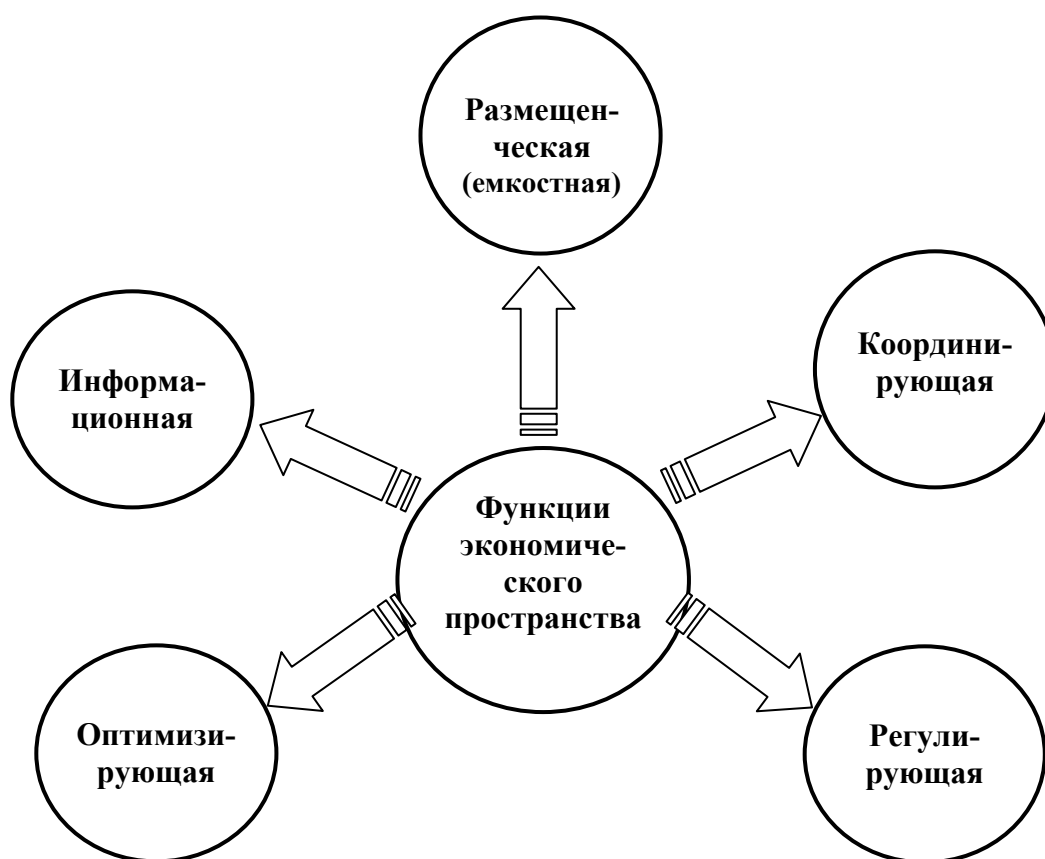 Размещен-
ческая
(емкостная)
Координи-
рующая
Информа-
ционная
Функции
экономиче-
ского
пространства
Оптимизи-
рующая
Регули-
рующая